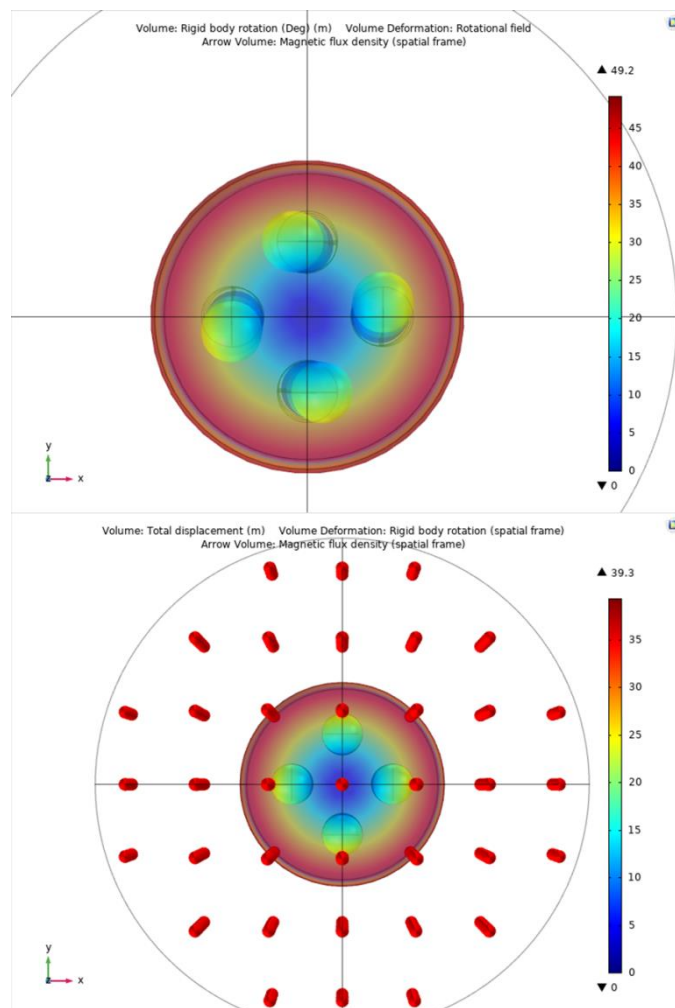 Volume: Rigid body rotation (Deg) (m) Volume Deformation: Rotational field
Arrow Volume: Magnetic flux density (spatial frame)
▲ 49.2
45
40
35
30
25
20
15
10
5
0
▼ 0
y
z x
Volume: Total displacement (m) Volume Deformation: Rigid body rotation (spatial frame)
Arrow Volume: Magnetic flux density (spatial frame)
▲ 39.3
35
30
25
20
15
10
5
0
▼ 0
y
z x